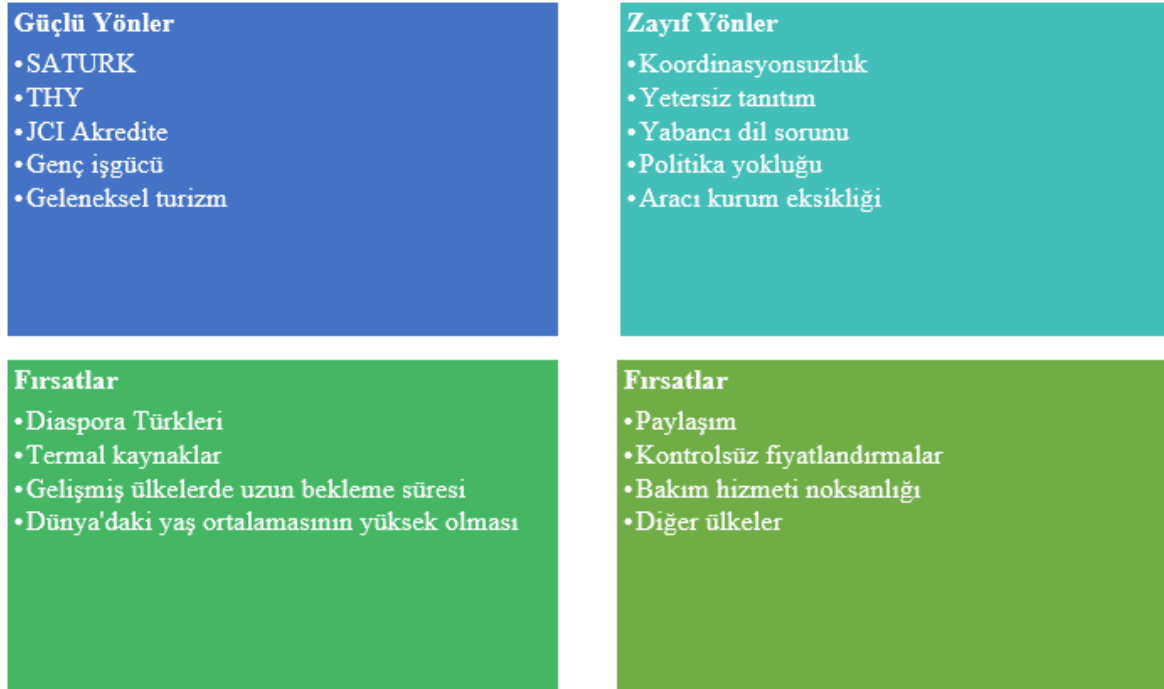 Güçlü Yönler
•SATURK
•THY
•JCI Akredite
•Genç işgücü
•Geleneksel turizm
Zayıf Yönler
•Koordinasyonsuzluk
•Yetersiz tanıtım
•Yabancı dil sorunu
•Politika yokluğu
•Aracı kurum eksikliği
Fırsatlar
•Diaspora Türkleri
•Termal kaynaklar
•Gelişmiş ülkelerde uzun bekleme süresi
•Dünya'daki yaş ortalamasının yüksek olması
Fırsatlar
•Paylaşım
•Kontrolsüz fiyatlandırmalar
•Bakım hizmeti noksanlığı
•Diğer ülkeler